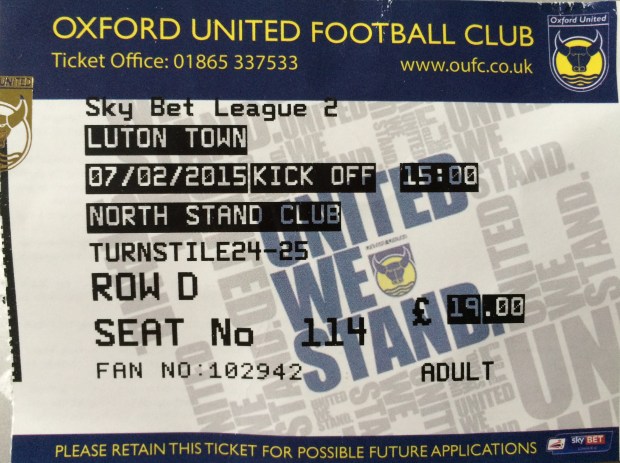 OXFORD UNITED FOOTBALL CLUB
Ticket Office: 01865 337533
www.oufc.co.uk
Oxford United
UNITED
Sky Bet League 2
LUTON TOWN
07/02/2015 KICK OFF 15:00
NORTH STAND CLUB
TURNSTILE24-25
ROW D
SEAT No 114
£ 19.00
FAN NO:102942
ADULT
UNITED
WE
STAND.
PLEASE RETAIN THIS TICKET FOR POSSIBLE FUTURE APPLICATIONS
sky BET